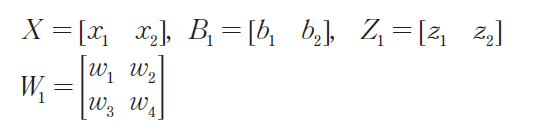 X = [x₁ x₂], B₁ = [b₁ b₂], Z₁ = [z₁ z₂]
W₁ = [w₁ w₂
w₃ w₄]